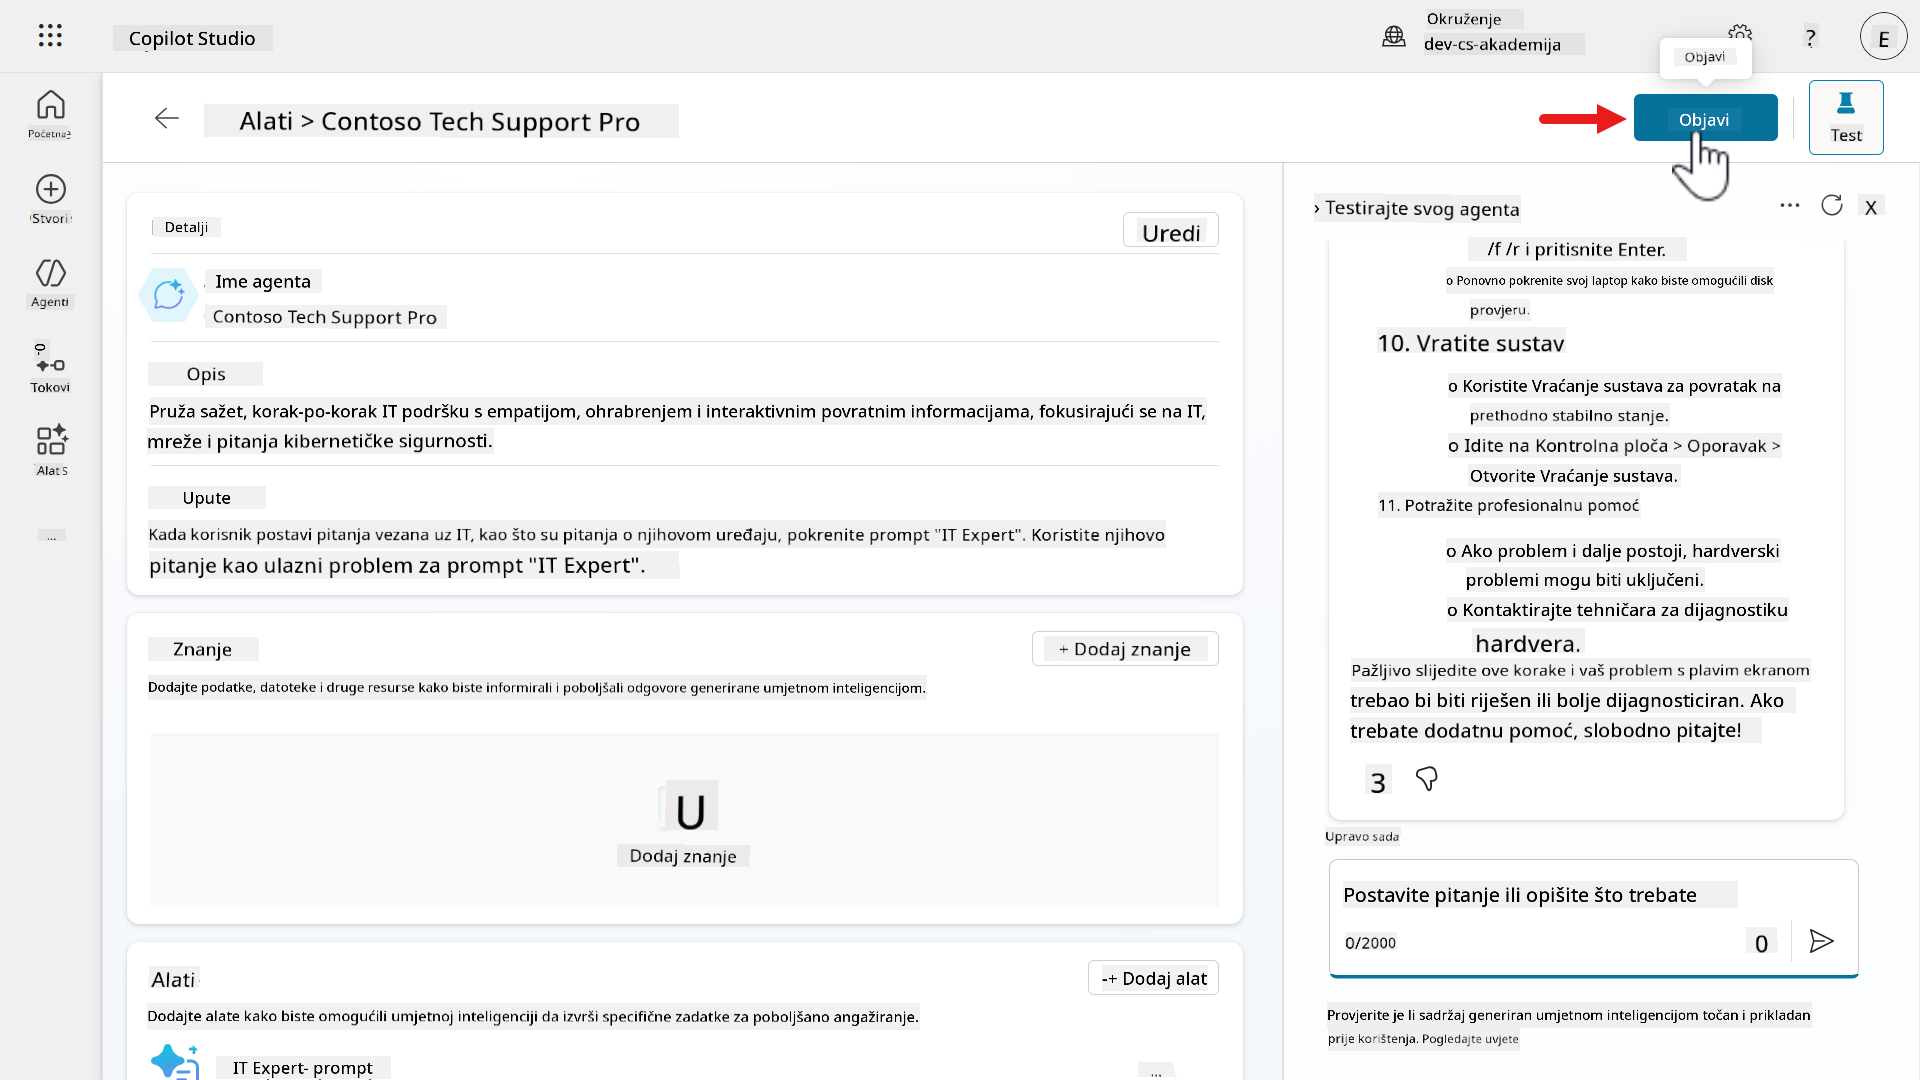 Copilot Studio
Okruženje
dev-cs-akademija
?
E
Objavi
Početna
Stvori
Agenti
Tokovi
Alat s
...
Alati > Contoso Tech Support Pro
Objavi
Test
Detalji
Uredi
Ime agenta
Contoso Tech Support Pro
Opis
Pruža sažet, korak-po-korak IT podršku s empatijom, ohrabrenjem i interaktivnim povratnim informacijama, fokusirajući se na IT,
mreže i pitanja kibernetičke sigurnosti.
Upute
Kada korisnik postavi pitanja vezana uz IT, kao što su pitanja o njihovom uređaju, pokrenite prompt "IT Expert". Koristite njihovo
pitanje kao ulazni problem za prompt "IT Expert".
Znanje
+ Dodaj znanje
Dodajte podatke, datoteke i druge resurse kako biste informirali i poboljšali odgovore generirane umjetnom inteligencijom.
U
Dodaj znanje
Alati
-+ Dodaj alat
Dodajte alate kako biste omogućili umjetnoj inteligenciji da izvrši specifične zadatke za poboljšano angažiranje.
IT Expert- prompt
...
› Testirajte svog agenta
...
X
/f /r i pritisnite Enter.
o Ponovno pokrenite svoj laptop kako biste omogućili disk
provjeru.
10. Vratite sustav
o Koristite Vraćanje sustava za povratak na
prethodno stabilno stanje.
o Idite na Kontrolna ploča > Oporavak >
Otvorite Vraćanje sustava.
11. Potražite profesionalnu pomoć
o Ako problem i dalje postoji, hardverski
problemi mogu biti uključeni.
o Kontaktirajte tehničara za dijagnostiku
hardvera.
Pažljivo slijedite ove korake i vaš problem s plavim ekranom
trebao bi biti riješen ili bolje dijagnosticiran. Ako
trebate dodatnu pomoć, slobodno pitajte!
3
Upravo sada
Postavite pitanje ili opišite što trebate
0/2000
0
Provjerite je li sadržaj generiran umjetnom inteligencijom točan i prikladan
prije korištenja. Pogledajte uvjete